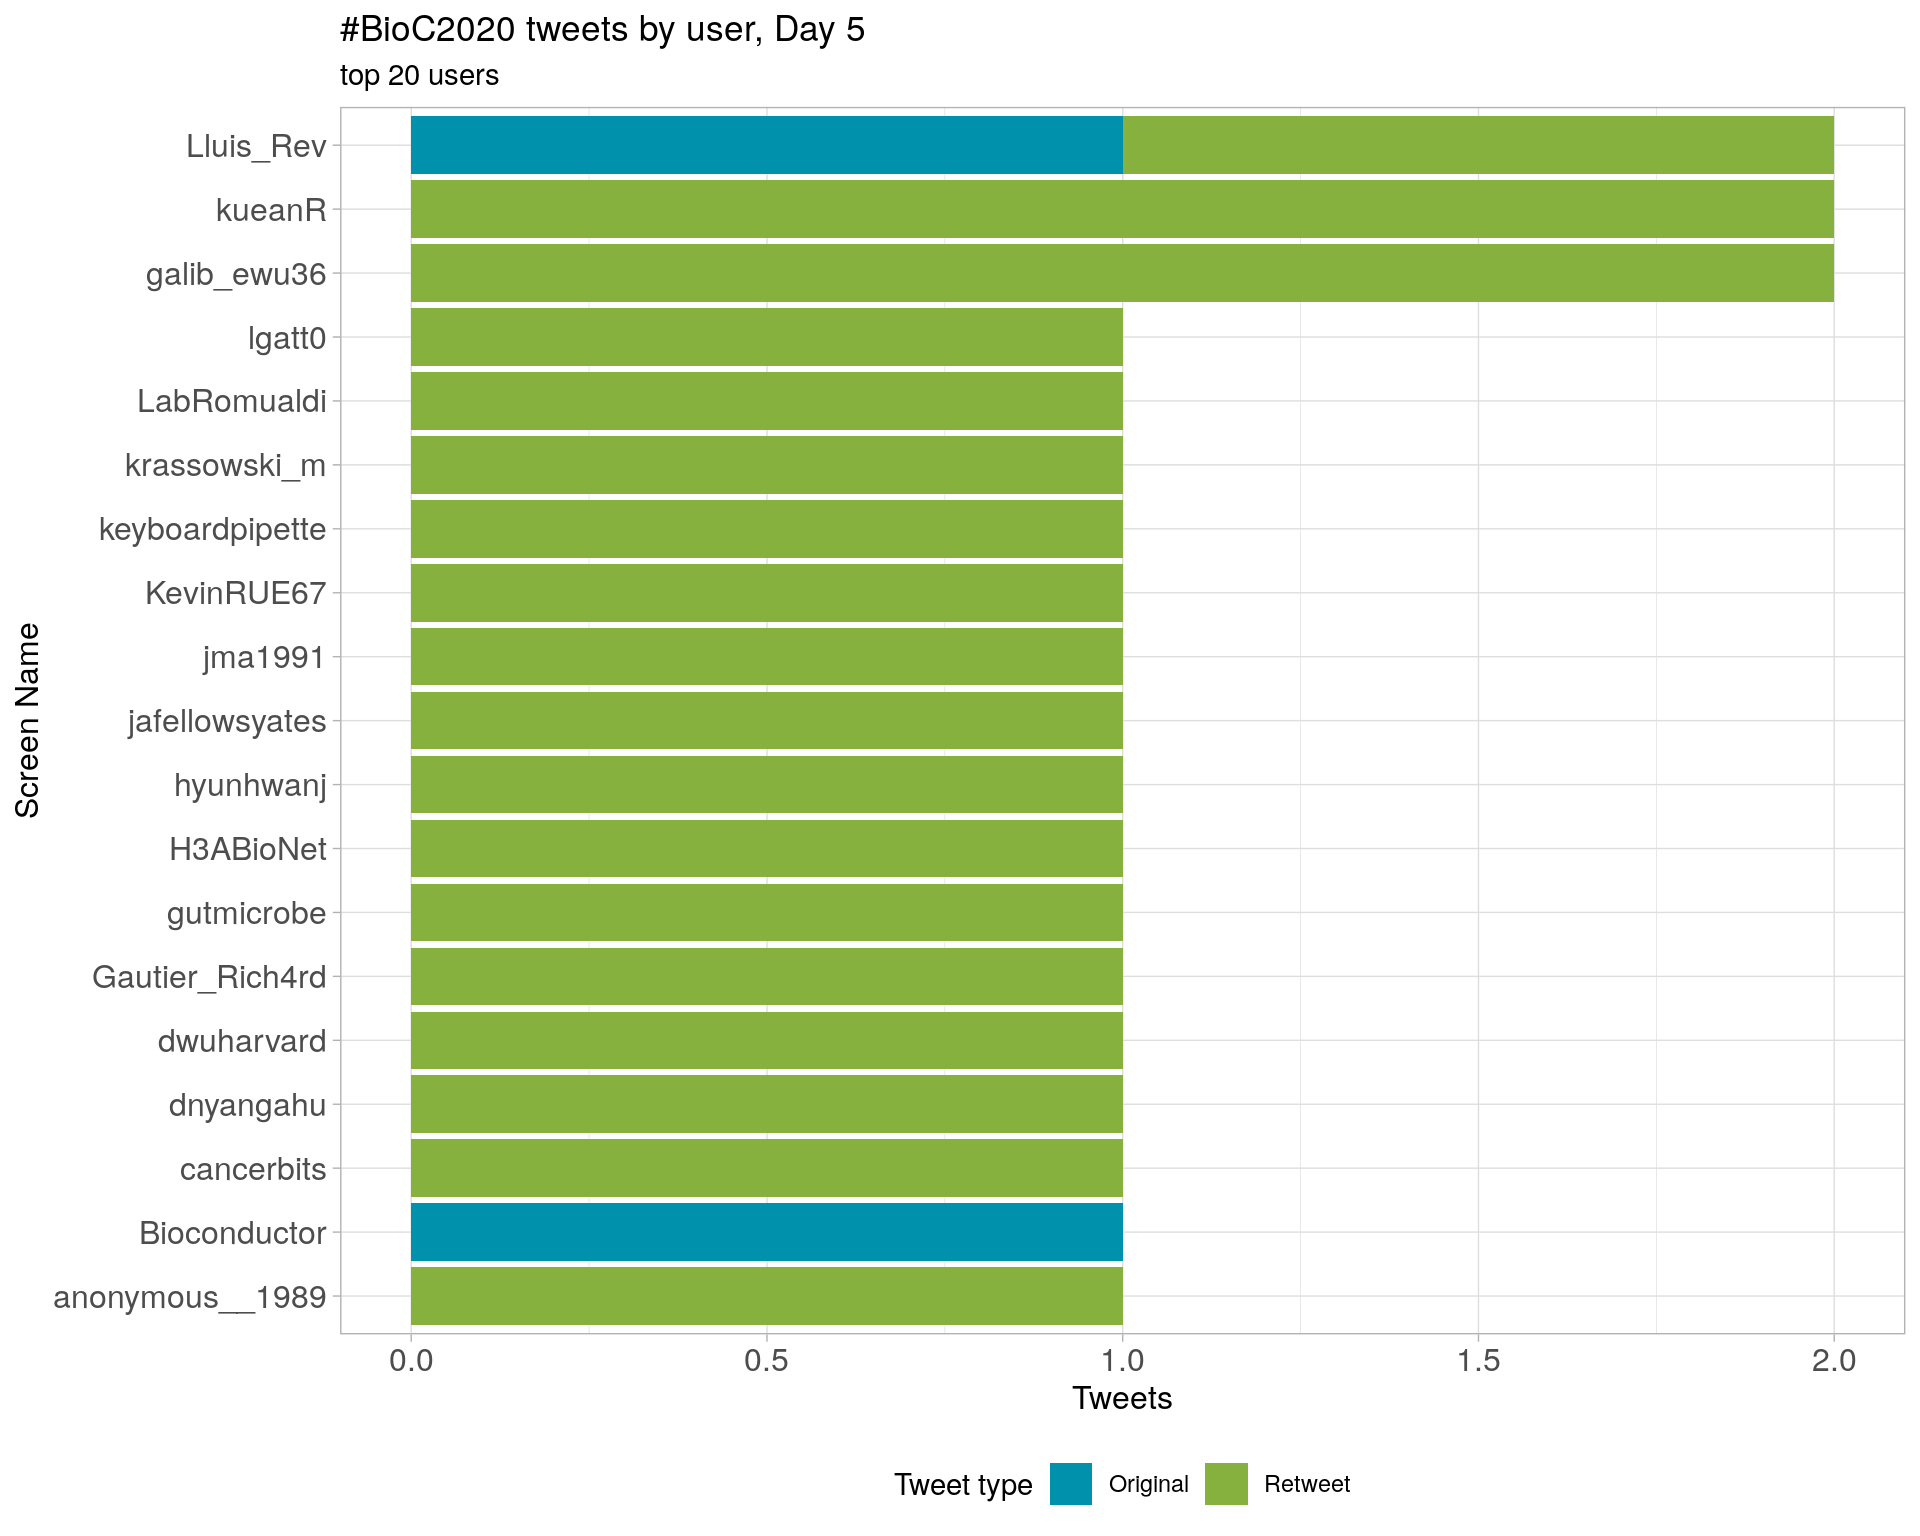 #BioC2020 tweets by user, Day 5
top 20 users
Lluis_Rev
kueanR
galib_ewu36
lgatt0
LabRomualdi
krassowski_m
keyboardpipette
KevinRUE67
jma1991
jafellowsyates
hyunhwanj
H3ABioNet
gutmicrobe
Gautier_Rich4rd
dwuharvard
dnyangahu
cancerbits
Bioconductor
anonymous__1989
Screen Name
0.0 0.5 1.0 1.5 2.0
Tweets
Tweet type Original Retweet